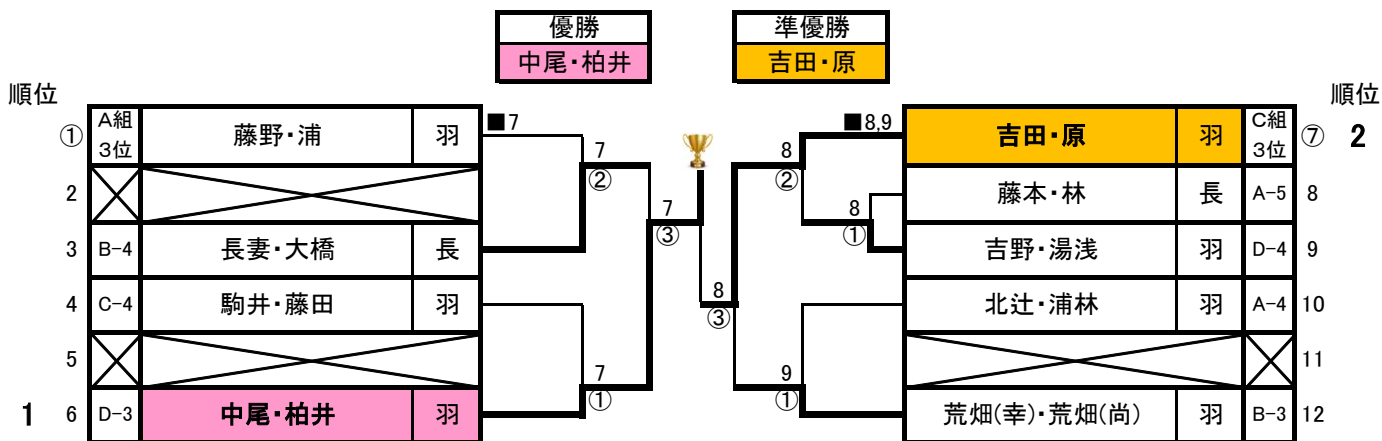 優勝 準優勝
中尾・柏井 吉田・原
順位 順位
① A組 3位 藤野・浦 羽 ■7 ■8,9 吉田・原 羽 C組 3位 ⑦ 2
7 ② 8 ②
2 藤本・林 長 A-5 8
7 ③ 8 ①
3 B-4 長妻・大橋 長 吉野・湯浅 羽 D-4 9
8 ③
4 C-4 駒井・藤田 羽 北辻・浦林 羽 A-4 10
5 11
7 ① 9 ①
1 6 D-3 中尾・柏井 羽 荒畑(幸)・荒畑(尚) 羽 B-3 12